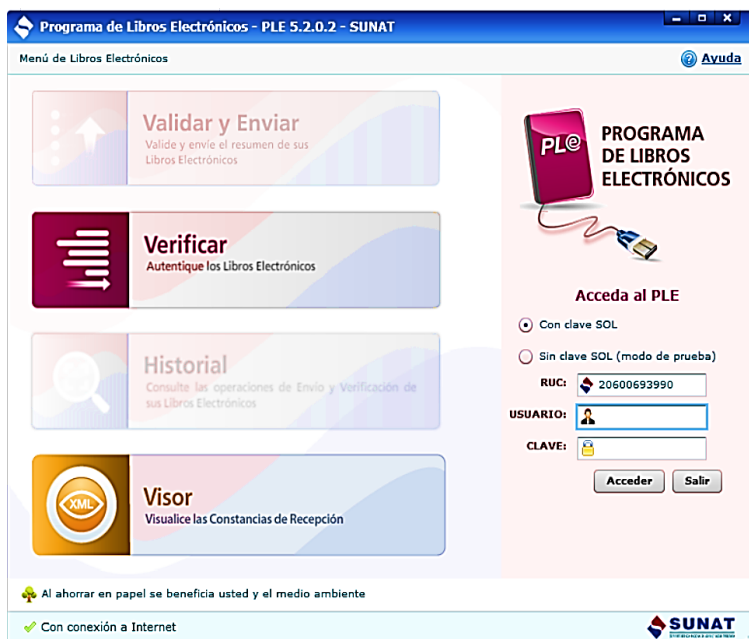 Programa de Libros Electrónicos - PLE 5.2.0.2 - SUNAT
Menú de Libros Electrónicos
Ayuda
Validar y Enviar
Valide y envíe el resumen de sus
Libros Electrónicos
Verificar
Autentique los Libro Electrónicos
Historial
Consulte las operaciones de Envío y Verificación de
sus Libros Electrónicos
XML
Visor
Visualice las Constancias de Recepción
PL@
PROGRAMA
DE LIBROS
ELECTRÓNICOS
Acceda al PLE
Con clave SOL
Sin clave SOL (modo de prueba)
RUC: 20600693990
USUARIO:
CLAVE:
Acceder Salir
Al ahorrar en papel se beneficia usted y el medio ambiente
Con conexión a Internet
SUNAT